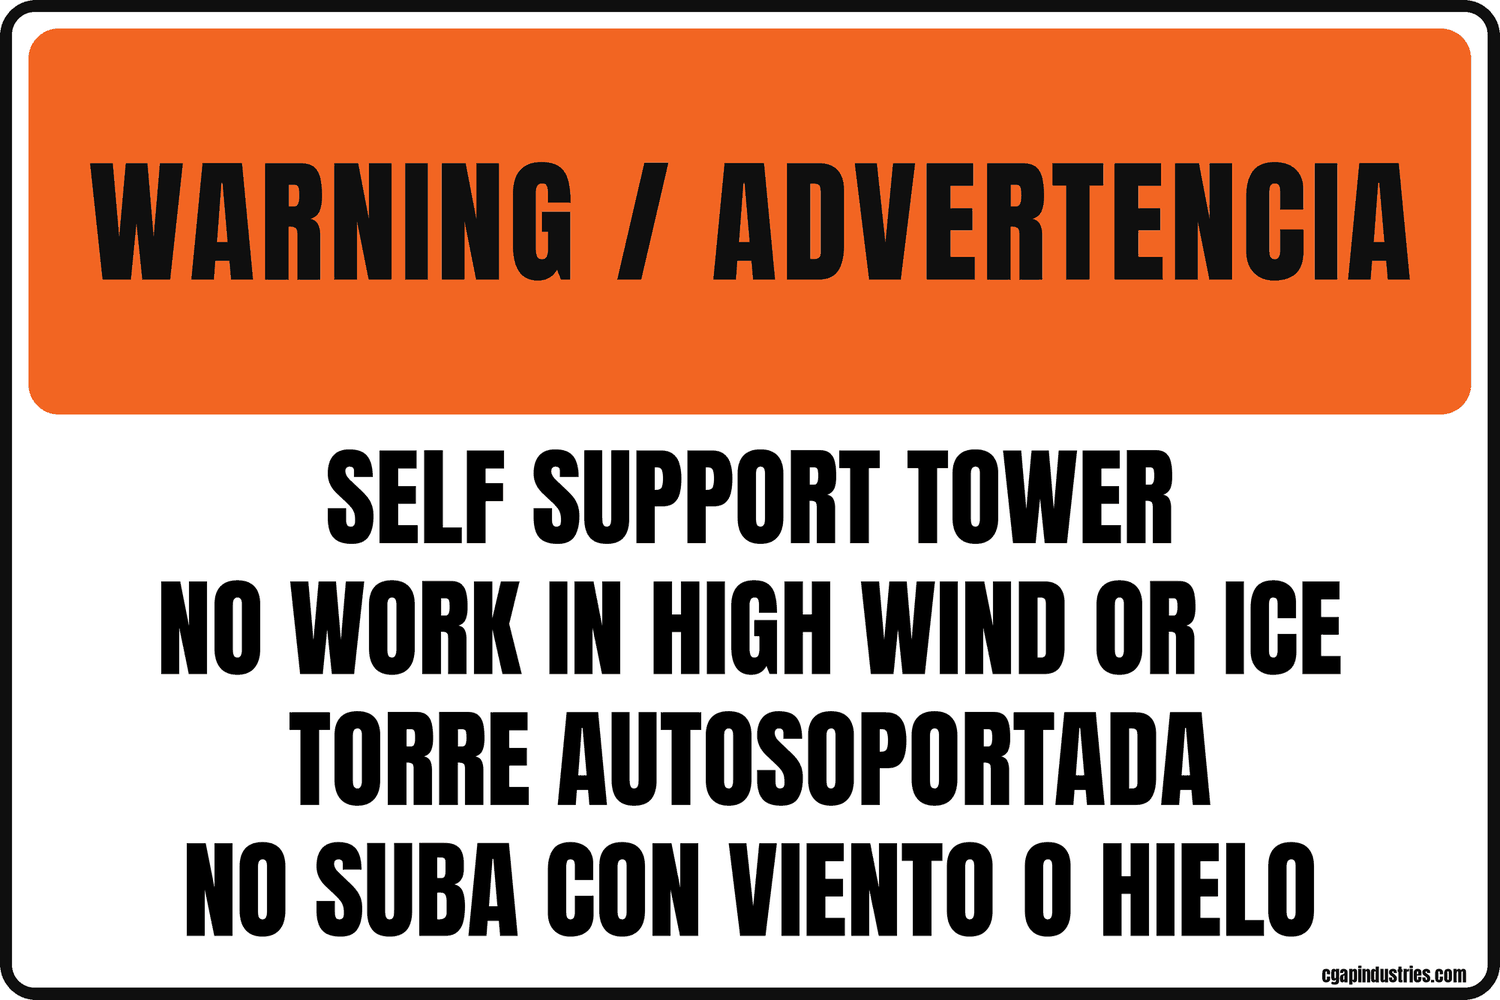 WARNING / ADVERTENCIA
SELF SUPPORT TOWER
NO WORK IN HIGH WIND OR ICE
TORRE AUTOSOPORTADA
NO SUBA CON VIENTO O HIELO
cgapindustries.com